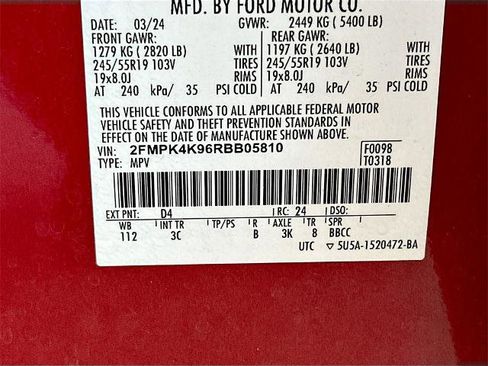 MFD. BY FORD MOTOR CO.
DATE: 03/24 GVWR: 2449 KG ( 5400 LB)
FRONT GAWR: REAR GAWR:
1279 KG ( 2820 LB) WITH 1197 KG ( 2640 LB) WITH
245/55R19 103V TIRES 245/55R19 103V TIRES
19x8.0J RIMS 19x8.0J RIMS
AT 240 kPa/ 35 PSI COLD AT 240 kPa/ 35 PSI COLD
THIS VEHICLE CONFORMS TO ALL APPLICABLE FEDERAL MOTOR
VEHICLE SAFETY AND THEFT PREVENTION STANDARDS IN
EFFECT ON THE DATE OF MANUFACTURE SHOWN ABOVE.
VIN: 2FMPK4K96RBB05810 F0098
TYPE: MPV T0318
EXT PNT: D4 RC: 24 DSO:
WB INT TR TP/PS R AXLE TR SPR
112 3C B 3K 8 BBCC
UTC ▽ 5U5A-1520472-BA